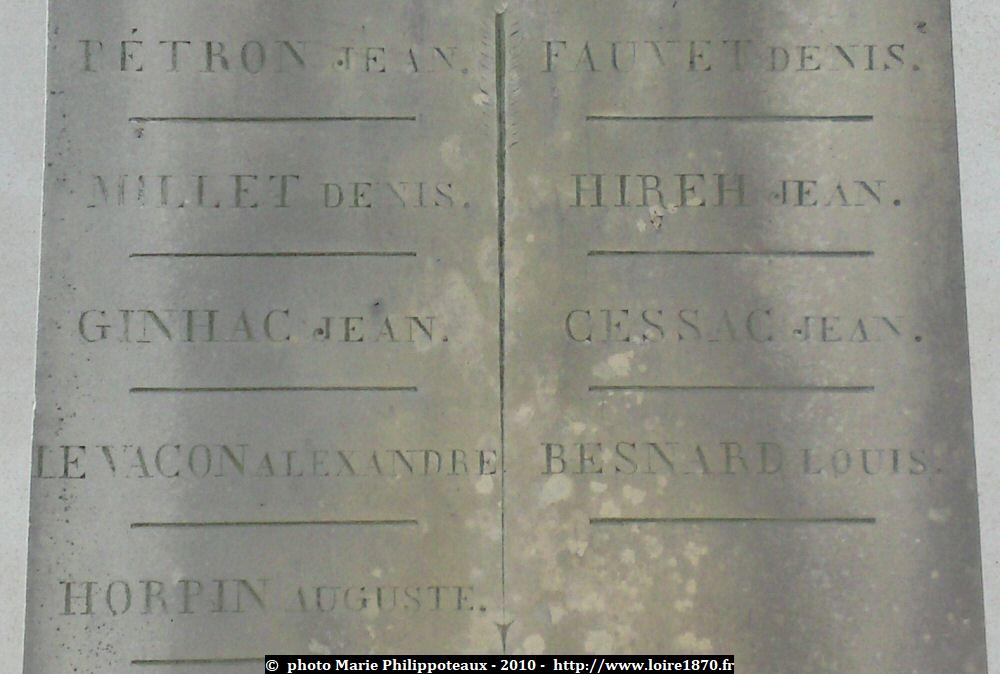 PÉTRON JEAN.
MILLET DENIS.
GINHAC JEAN.
LE VACON ALEXANDRE.
HORPIN AUGUSTE.
FAUVET DENIS.
HIREH JEAN.
CESSAC JEAN.
BESNARD LOUIS.
© photo Marie Philippoteaux - 2010 - http://www.loire1870.fr